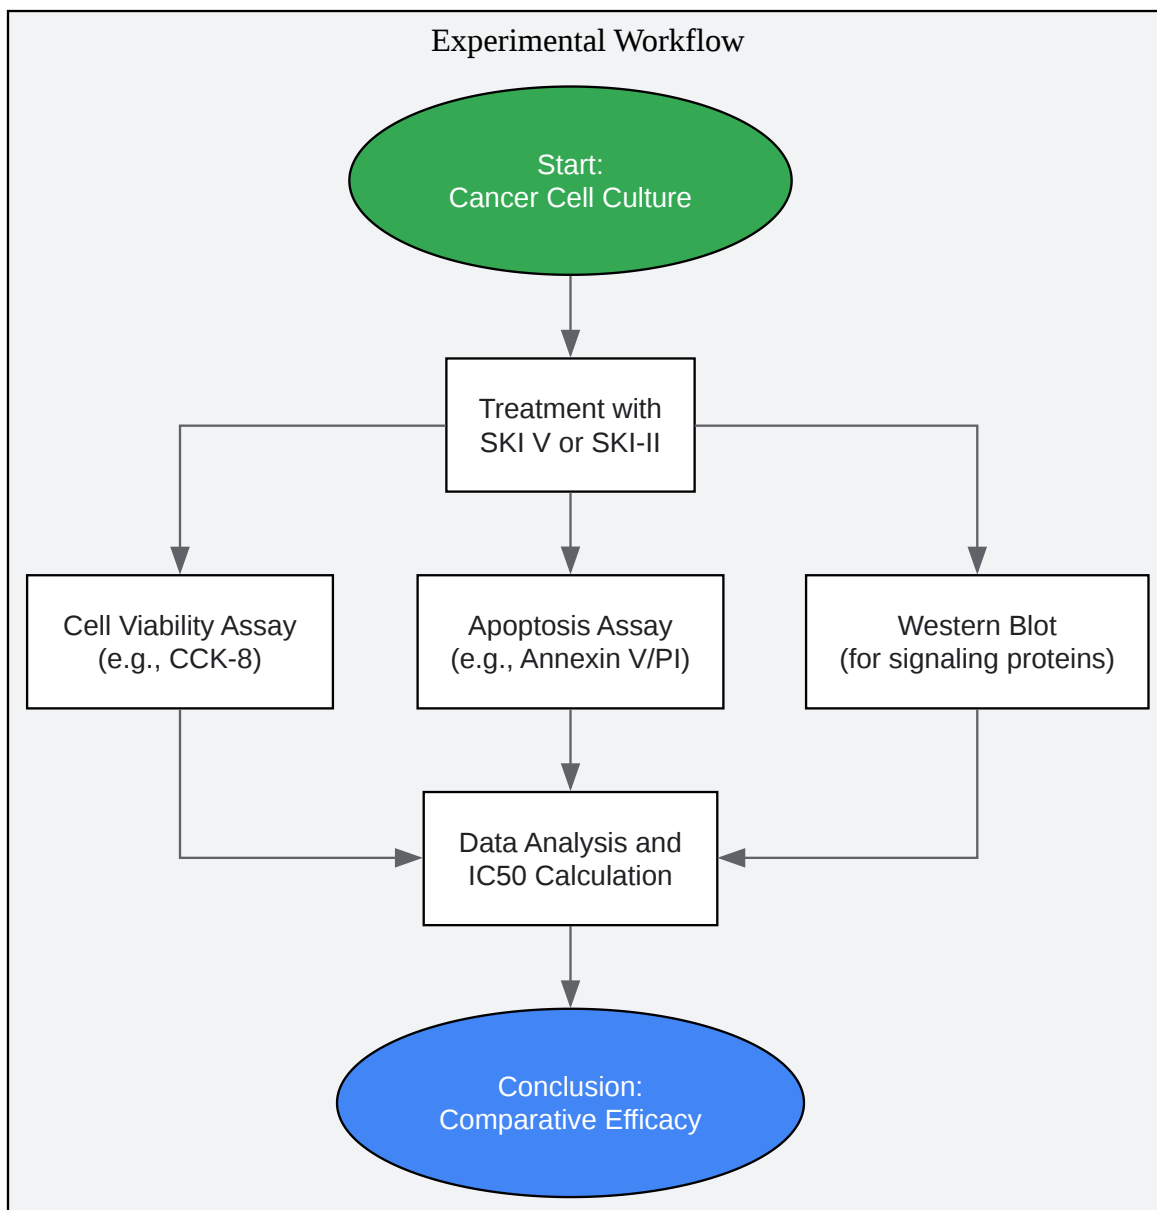 Experimental Workflow
Start:
Cancer Cell Culture
Treatment with
SKI V or SKI-II
Cell Viability Assay
(e.g., CCK-8)
Apoptosis Assay
(e.g., Annexin V/PI)
Western Blot
(for signaling proteins)
Data Analysis and
IC50 Calculation
Conclusion:
Comparative Efficacy